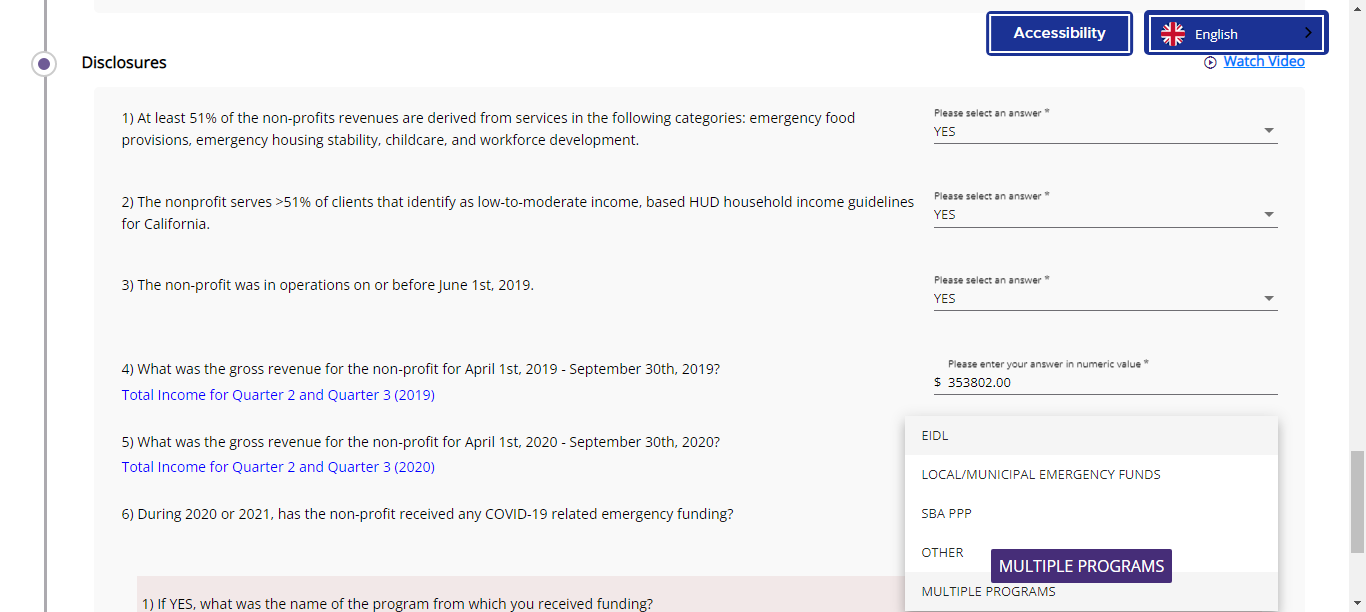 Accessibility
English
Disclosures
Watch Video
1) At least 51% of the non-profits revenues are derived from services in the following categories: emergency food
provisions, emergency housing stability, childcare, and workforce development.
Please select an answer *
YES
2) The nonprofit serves >51% of clients that identify as low-to-moderate income, based HUD household income guidelines
for California.
Please select an answer *
YES
3) The non-profit was in operations on or before June 1st, 2019.
Please select an answer *
YES
4) What was the gross revenue for the non-profit for April 1st, 2019 - September 30th, 2019?
Total Income for Quarter 2 and Quarter 3 (2019)
Please enter your answer in numeric value *
$ 353802.00
5) What was the gross revenue for the non-profit for April 1st, 2020 - September 30th, 2020?
Total Income for Quarter 2 and Quarter 3 (2020)
6) During 2020 or 2021, has the non-profit received any COVID-19 related emergency funding?
EIDL
LOCAL/MUNICIPAL EMERGENCY FUNDS
SBA PPP
OTHER
MULTIPLE PROGRAMS
MULTIPLE PROGRAMS
1) If YES, what was the name of the program from which you received funding?